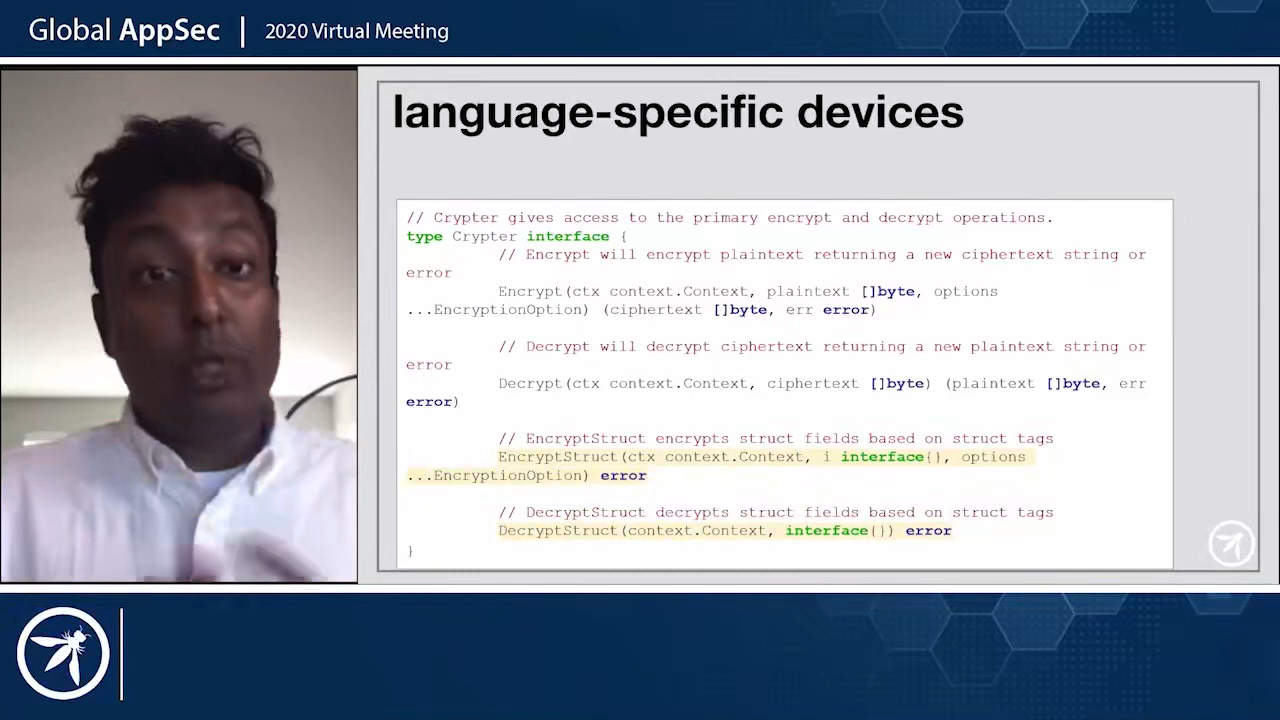 Global AppSec | 2020 Virtual Meeting
language-specific devices
// Crypter gives access to the primary encrypt and decrypt operations.
type Crypter interface {
// Encrypt will encrypt plaintext returning a new ciphertext string or
error
Encrypt(ctx context.Context, plaintext []byte, options
...EncryptionOption) (ciphertext []byte, err error)
// Decrypt will decrypt ciphertext returning a new plaintext string or
error
Decrypt(ctx context.Context, ciphertext []byte) (plaintext []byte, err
error)
// EncryptStruct encrypts struct fields based on struct tags
EncryptStruct(ctx context.Context, i interface{}, options
...EncryptionOption) error
// DecryptStruct decrypts struct fields based on struct tags
DecryptStruct(context.Context, interface{}) error
}